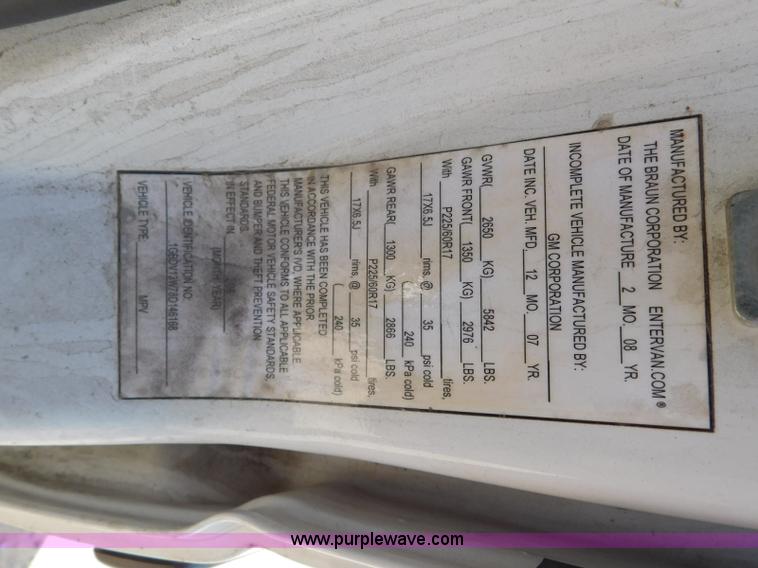 MANUFACTURED BY:
THE BRAUN CORPORATION ENTERVAN.COM®
DATE OF MANUFACTURE 2 MO. 08 YR.
INCOMPLETE VEHICLE MANUFACTURED BY:
GM CORPORATION
DATE INC. VEH. MFD. 12 MO. 07 YR.
GVWR( 2650 KG) 5842 LBS.
GAWR FRONT( 1350 KG) 2976 LBS.
With P225/60R17 tires,
17X6.5J rims, @ 35 psi cold
( 240 kPa cold)
GAWR REAR( 1300 KG) 2866 LBS.
With P225/60R17 tires,
17X6.5J rims, @ 35 psi cold
( 240 kPa cold)
THIS VEHICLE HAS BEEN COMPLETED
IN ACCORDANCE WITH THE PRIOR
MANUFACTURER'S IVD, WHERE APPLICABLE.
THIS VEHICLE CONFORMS TO ALL APPLICABLE
FEDERAL MOTOR VEHICLE SAFETY STANDARDS,
AND BUMPER AND THEFT PREVENTION
STANDARDS,
IN EFFECT IN
(MONTH, YEAR)
VEHICLE IDENTIFICATION NO.
VEHICLE TYPE MPV
www.purplewave.com